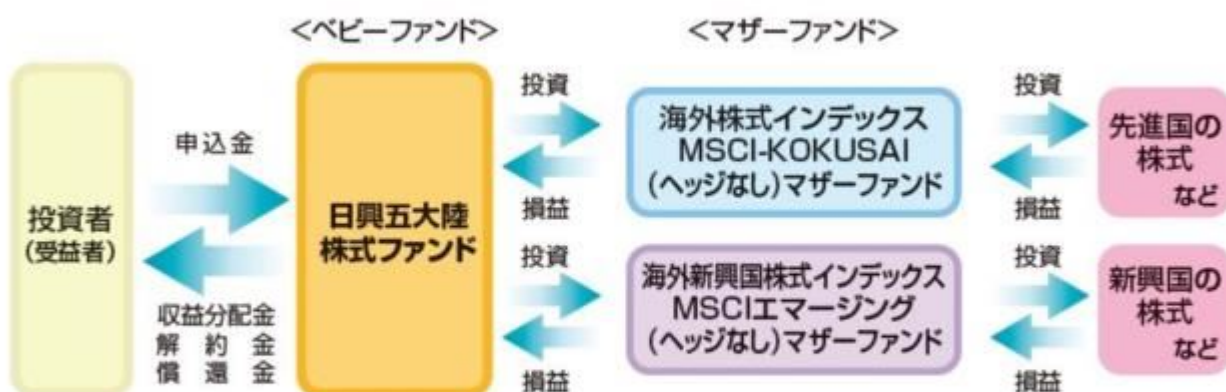 ＜ベビーファンド＞
＜マザーファンド＞
投資者
(受益者)
申込金
収益分配金
解約金
償還金
日興五大陸
株式ファンド
投資
損益
海外株式インデックス
MSCI-KOKUSAI
(ヘッジなし)マザーファンド
投資
損益
先進国の
株式
など
投資
損益
海外新興国株式インデックス
MSCIエマージング
(ヘッジなし)マザーファンド
投資
損益
新興国の
株式
など